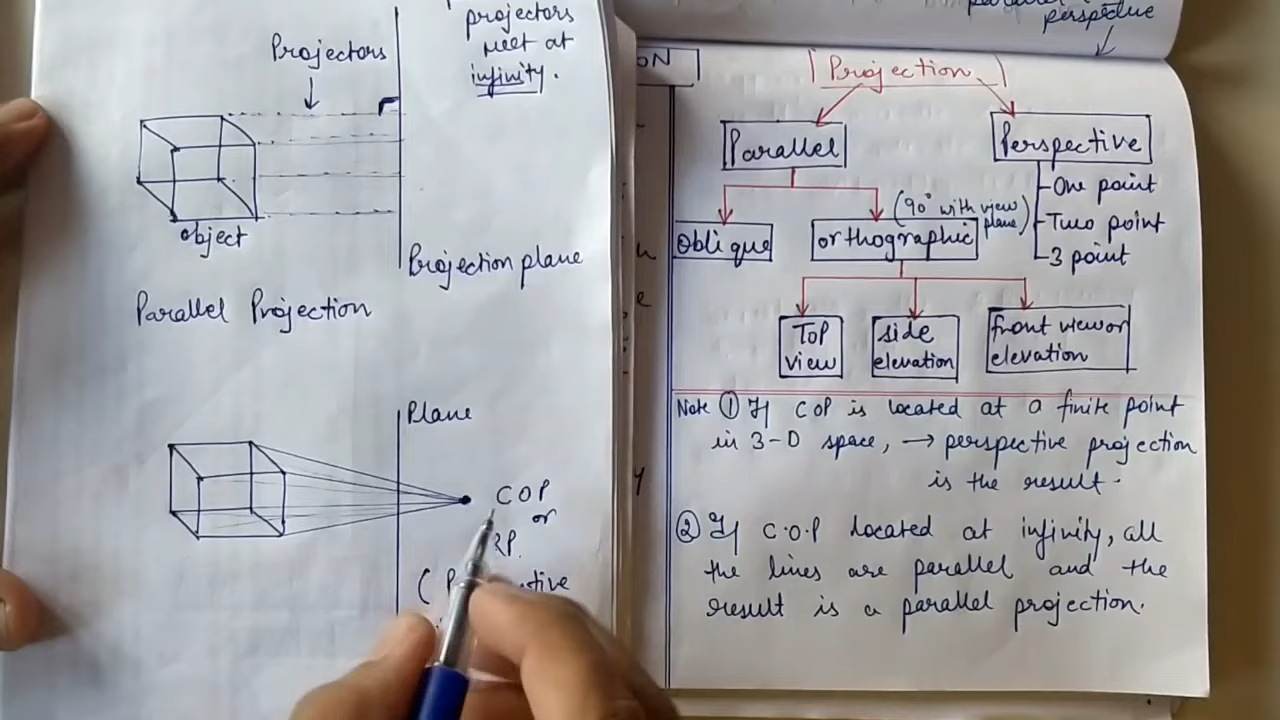 projectors
meet at
infinity.
Projectors
object
Projection plane
Parallel Projection
Plane
COP
or
RP.
perspective
ON
Projection
Parallel
Perspective
One point
Two point
3 point
(90° with view
plane)
Oblique
orthographic
Top
view
side
elevation
front view or
elevation
Note ① If COP is located at a finite point
in 3-D space, → perspective projection
is the result.
② If C.O.P located at infinity, all
the lines are parallel and the
result is a parallel projection.